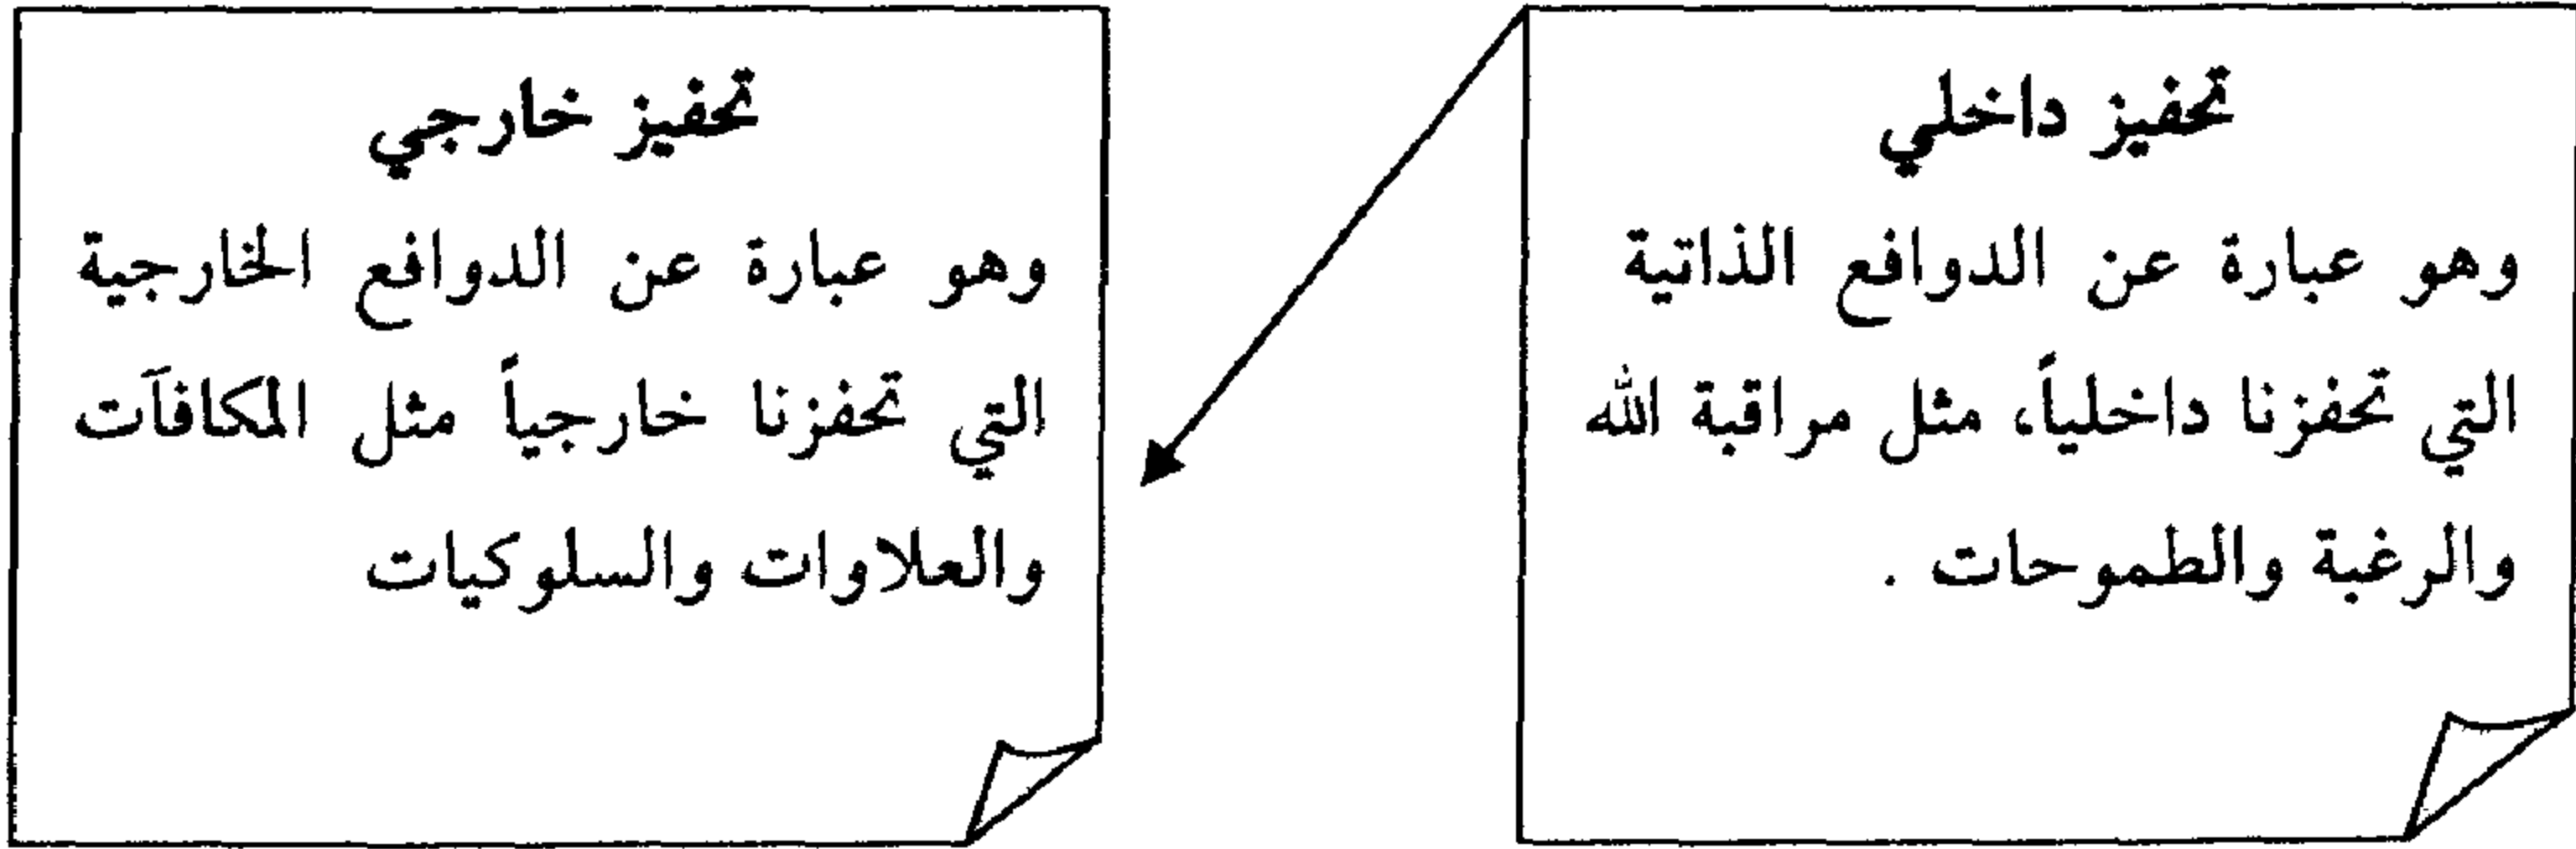 تحفيز داخلي
وهو عبارة عن الدوافع الذاتية
التي تحفزنا داخلياً، مثل مراقبة الله
والرغبة والطموحات .
تحفيز خارجي
وهو عبارة عن الدوافع الخارجية
التي تحفزنا خارجياً مثل المكافآت
والعلاوات والسلوكيات